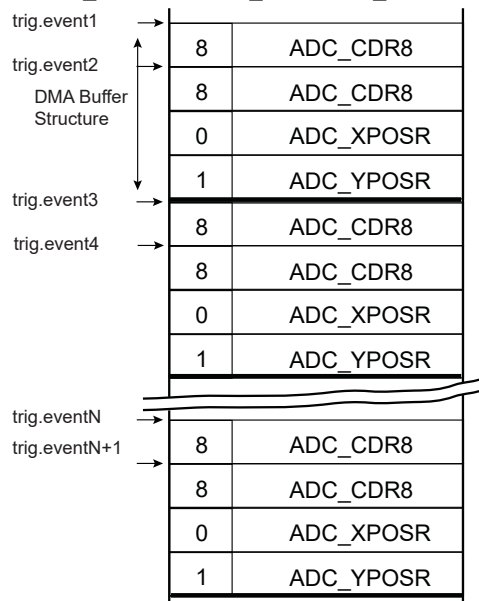 trig.event1
8 ADC_CDR8
trig.event2
8 ADC_CDR8
DMA Buffer
Structure
0 ADC_XPOSR
1 ADC_YPOSR
trig.event3
8 ADC_CDR8
trig.event4
8 ADC_CDR8
0 ADC_XPOSR
1 ADC_YPOSR
trig.eventN
8 ADC_CDR8
trig.eventN+1
8 ADC_CDR8
0 ADC_XPOSR
1 ADC_YPOSR